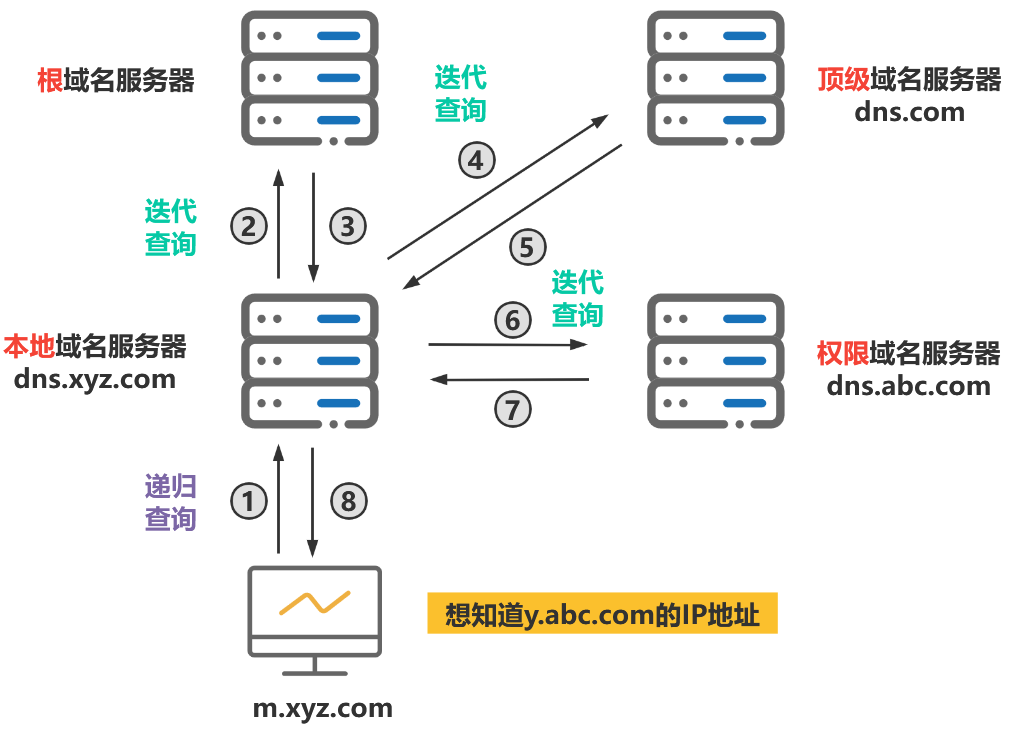 根域名服务器
迭代
查询
顶级域名服务器
dns.com
4
迭代
查询
2
3
5
迭代
查询
6
本地域名服务器
dns.xyz.com
权限域名服务器
dns.abc.com
7
递归
查询
1
8
想知道y.abc.com的IP地址
m.xyz.com